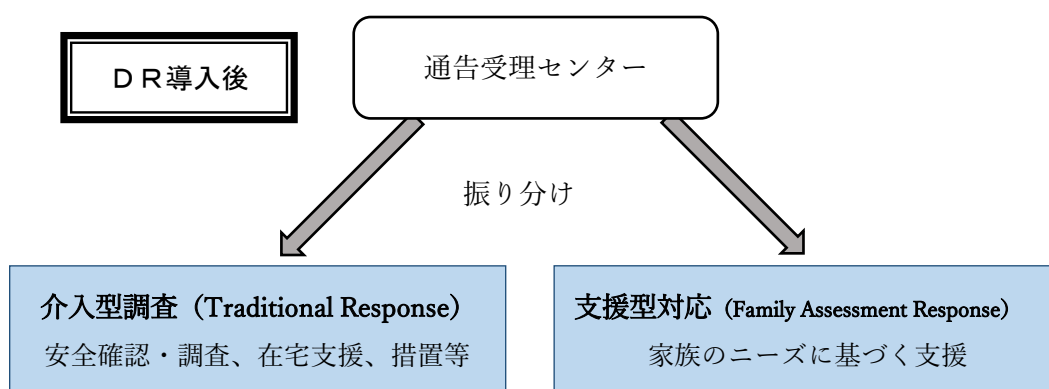 ＤＲ導入後
通告受理センター
振り分け
介入型調査（Traditional Response）
安全確認・調査、在宅支援、措置等
支援型対応（Family Assessment Response）
家族のニーズに基づく支援